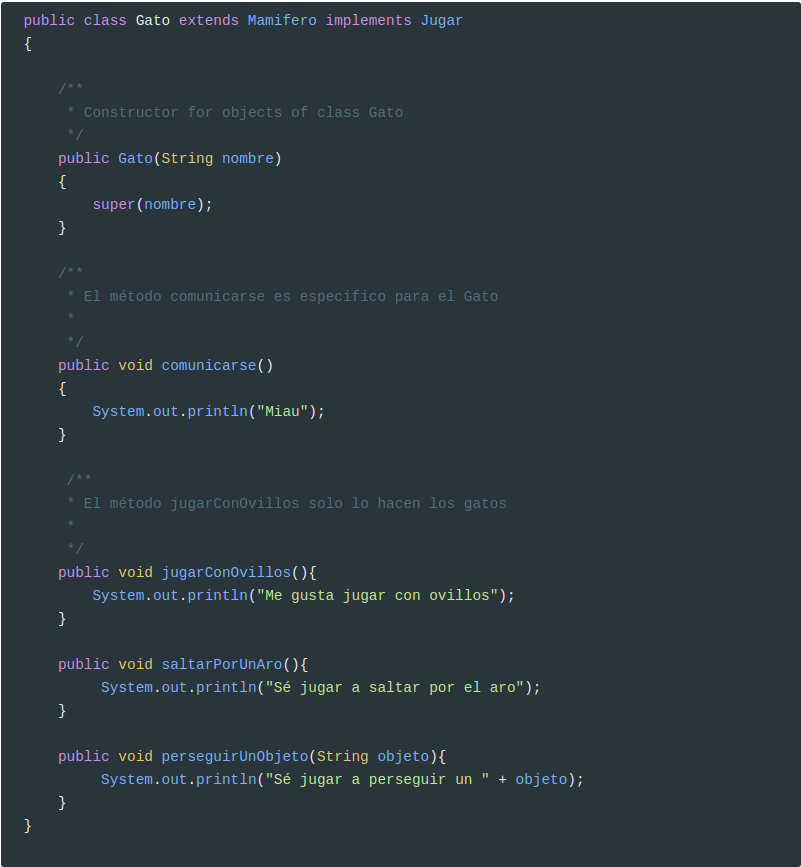 public class Gato extends Mamifero implements Jugar
{
/**
* Constructor for objects of class Gato
*/
public Gato(String nombre)
{
super(nombre);
}
/**
* El método comunicarse es especifico para el Gato
*
*/
public void comunicarse()
{
System.out.println("Miau");
}
/**
* El método jugarConOvillos solo lo hacen los gatos
*
*/
public void jugarConOvillos(){
System.out.println("Me gusta jugar con ovillos");
}
public void saltarPorUnAro(){
System.out.println("Sé jugar a saltar por el aro");
}
public void perseguirUnObjeto(String objeto){
System.out.println("Sé jugar a perseguir un " + objeto);
}
}